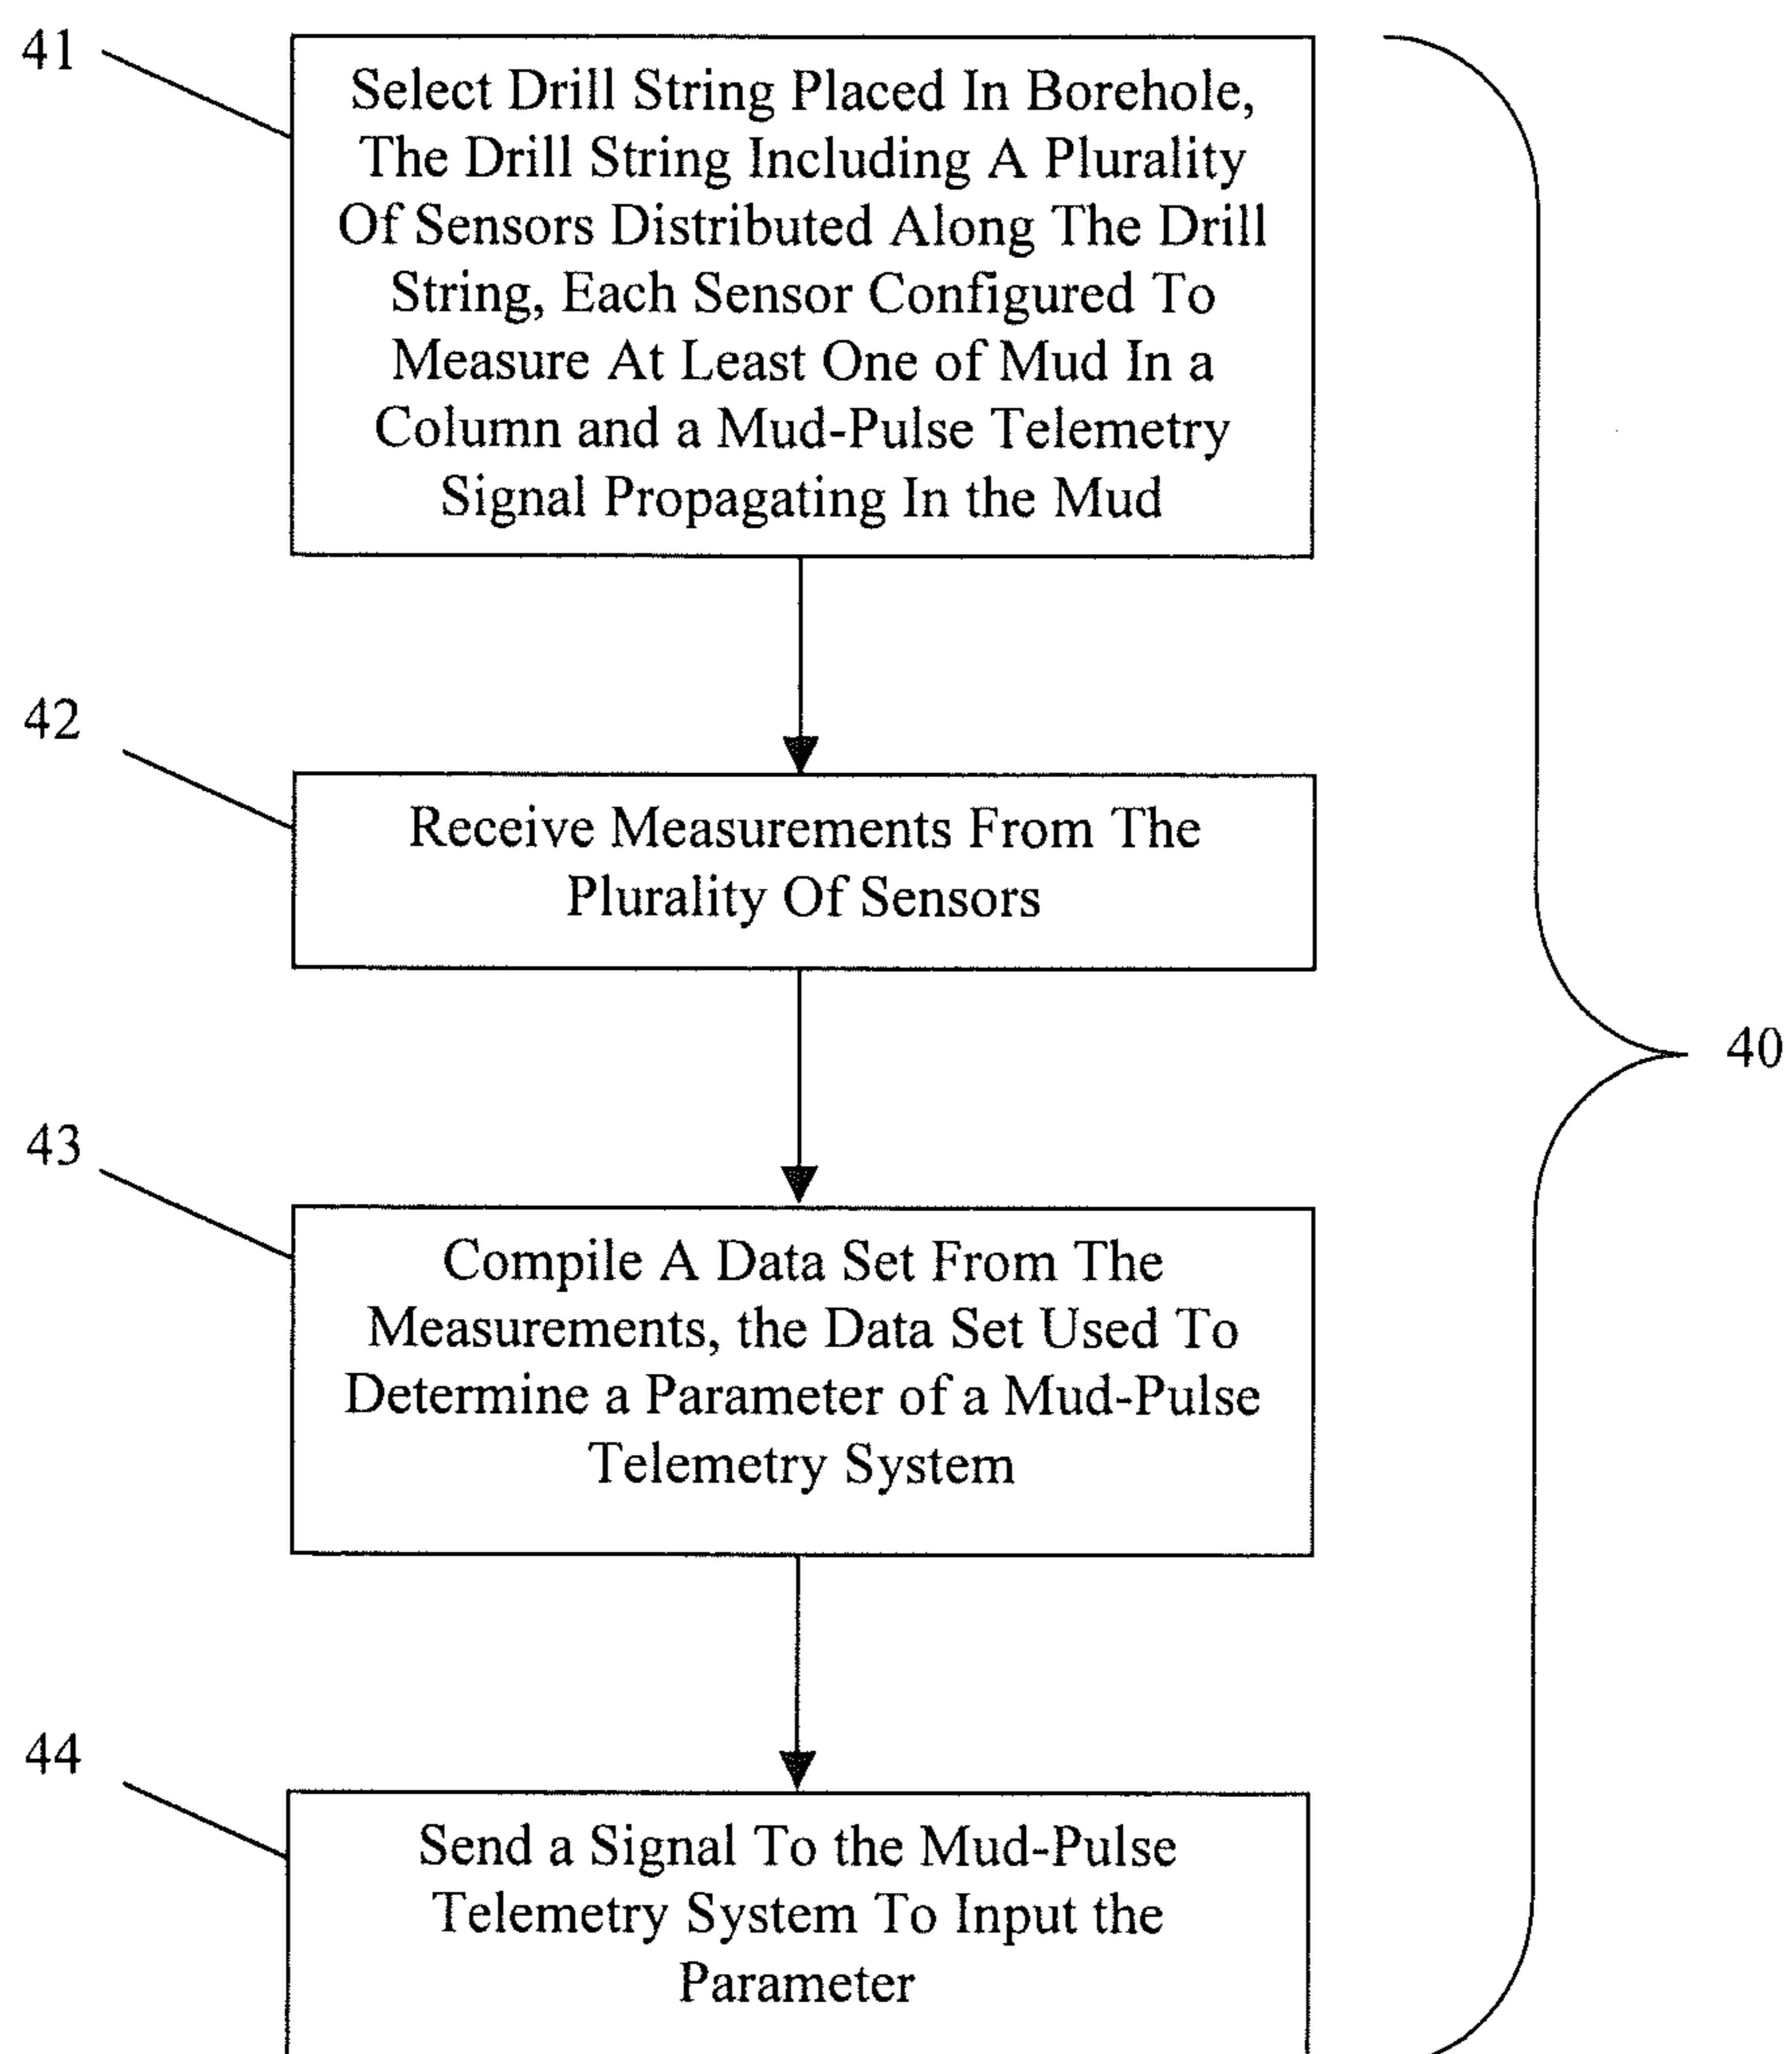 41
Select Drill String Placed In Borehole,
The Drill String Including A Plurality
Of Sensors Distributed Along The Drill
String, Each Sensor Configured To
Measure At Least One of Mud In a
Column and a Mud-Pulse Telemetry
Signal Propagating In the Mud
42
Receive Measurements From The
Plurality Of Sensors
40
43
Compile A Data Set From The
Measurements, the Data Set Used To
Determine a Parameter of a Mud-Pulse
Telemetry System
44
Send a Signal To the Mud-Pulse
Telemetry System To Input the
Parameter